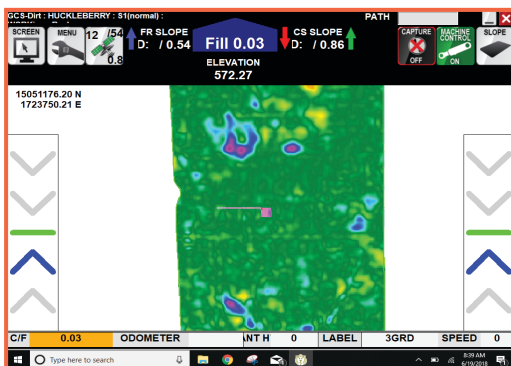 GCS-Dirt : HUCKLEBERRY : S1(normal) :
PATH
SCREEN
MENU
12 /54
0.8
FR SLOPE
D: / 0.54
Fill 0.03
CS SLOPE
D: / 0.86
CAPTURE
OFF
MACHINE
CONTROL
ON
SLOPE
ELEVATION
572.27
15051176.20 N
1723750.21 E
C/F 0.03 ODOMETER ANT H 0 LABEL 3GRD SPEED 0
Type here to search
8:39 AM
6/19/2018